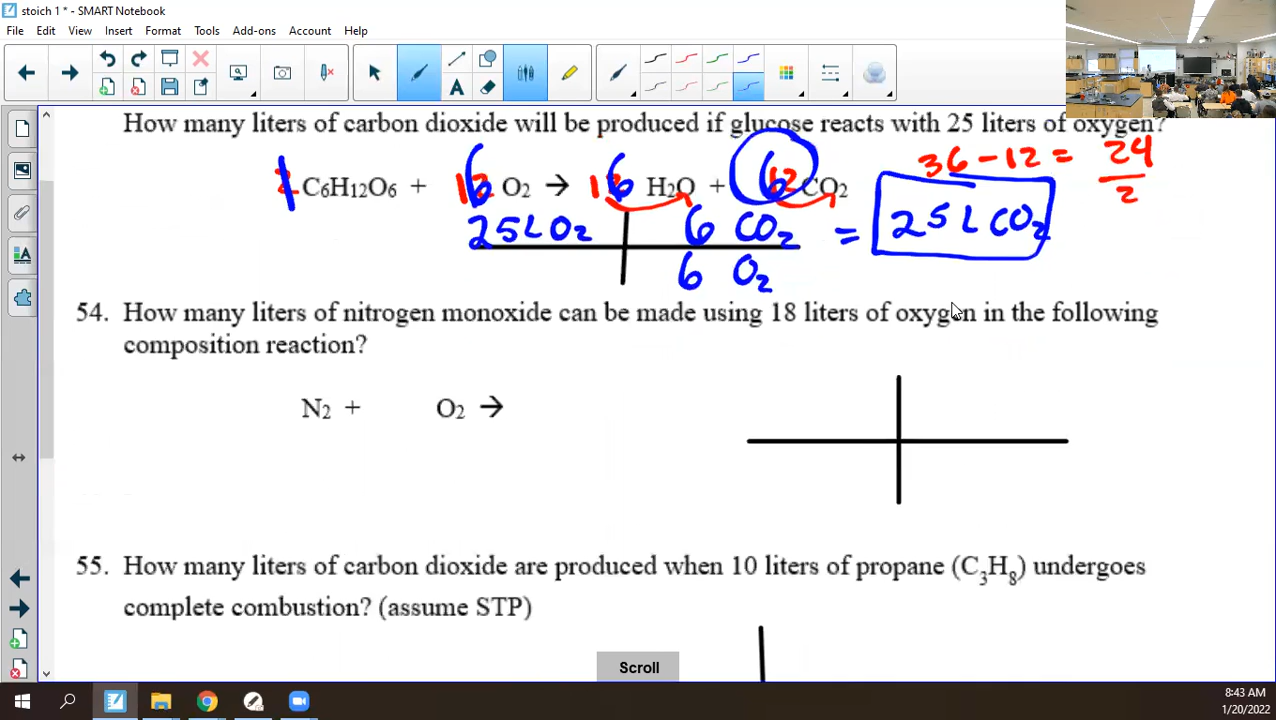 stoich 1 * - SMART Notebook
File Edit View Insert Format Tools Add-ons Account Help
How many liters of carbon dioxide will be produced if glucose reacts with 25 liters of oxygen?
36 - 12 = 24
2
1 C6H12O6 + 6 O2 → 6 H2O + 6 CO2
25 L O2 6 CO2 = 25 L CO2
6 O2
54. How many liters of nitrogen monoxide can be made using 18 liters of oxygen in the following
composition reaction?
N2 + O2 →
55. How many liters of carbon dioxide are produced when 10 liters of propane (C3H8) undergoes
complete combustion? (assume STP)
Scroll
8:43 AM
1/20/2022